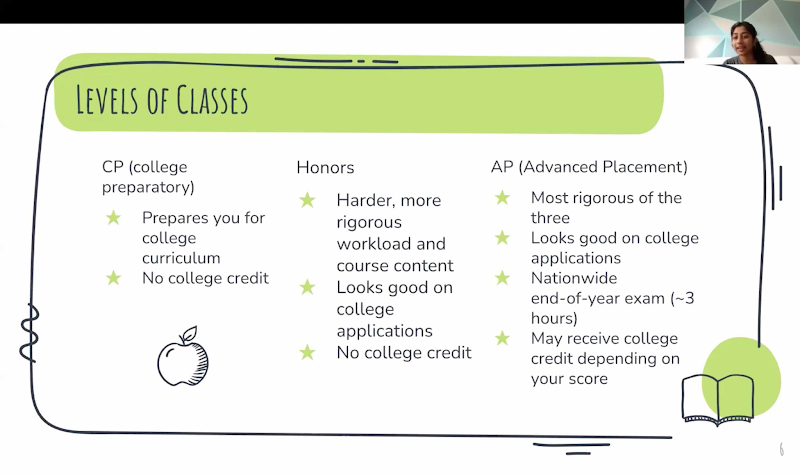 Levels of Classes
CP (college
preparatory)
Prepares you for
college
curriculum
No college credit
Honors
Harder, more
rigorous
workload and
course content
Looks good on
college
applications
No college credit
AP (Advanced Placement)
Most rigorous of the
three
Looks good on college
applications
Nationwide
end-of-year exam (~3
hours)
May receive college
credit depending on
your score
6